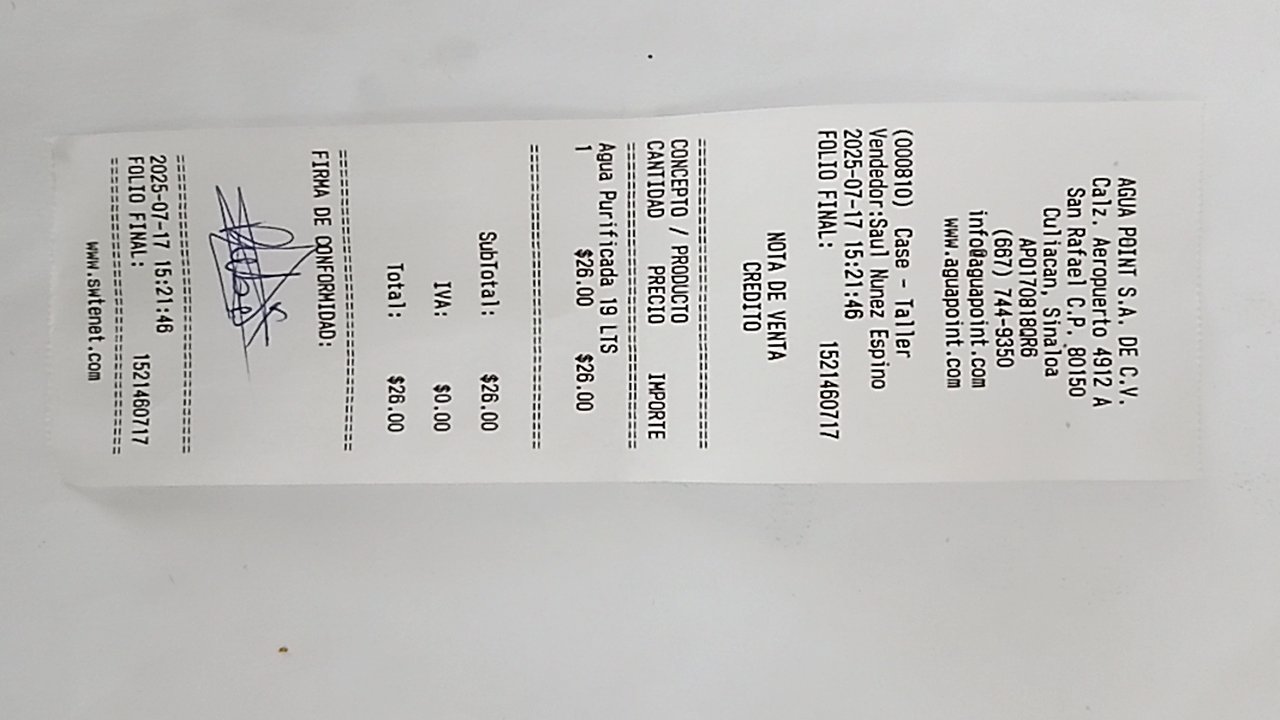 AGUA POINT S.A. DE C.V.
Calz. Aeropuerto 4912 A
San Rafael C.P. 80150
Culiacan, Sinaloa
APO170818QR6
(667) 744-9350
info@aguapoint.com
www.aguapoint.com
(000810) Case - Taller
Vendedor:Saul Nunez Espino
2025-07-17 15:21:46
FOLIO FINAL: 1521460717
NOTA DE VENTA
CREDITO
================================
CONCEPTO / PRODUCTO
CANTIDAD PRECIO IMPORTE
================================
Agua Purificada 19 LTS
1 $26.00 $26.00
================================
SubTotal: $26.00
IVA: $0.00
Total: $26.00
================================
FIRMA DE CONFORMIDAD:
================================
2025-07-17 15:21:46
FOLIO FINAL: 1521460717
================================
www.swtenet.com